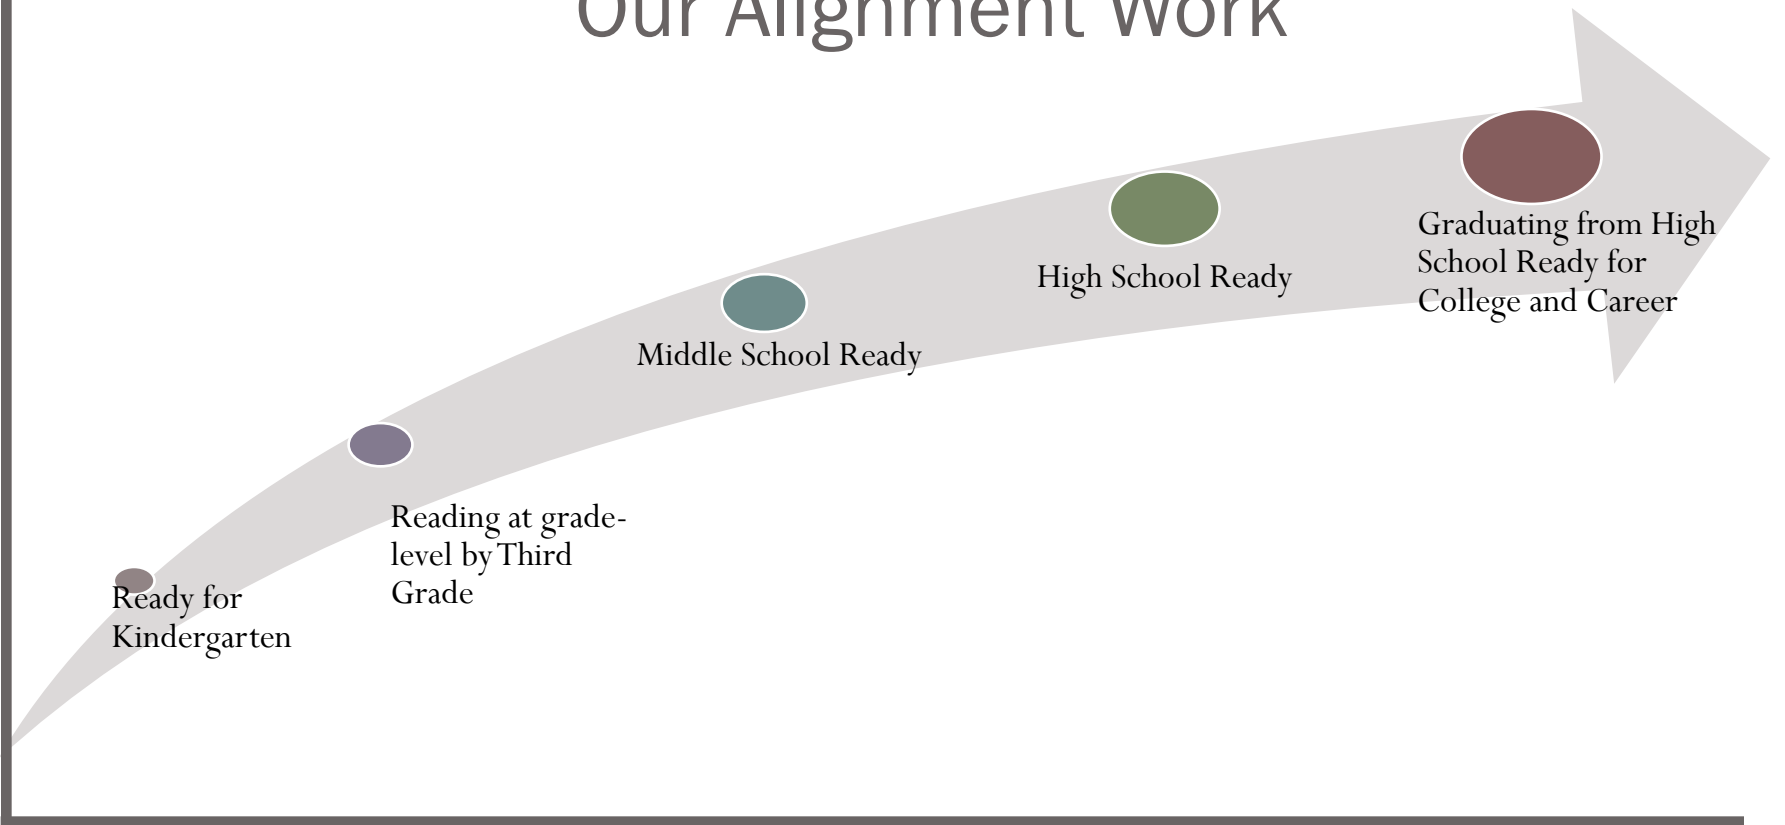 Our Alignment Work
Graduating from High
School Ready for
College and Career
High School Ready
Middle School Ready
Reading at grade-
level by Third
Grade
Ready for
Kindergarten